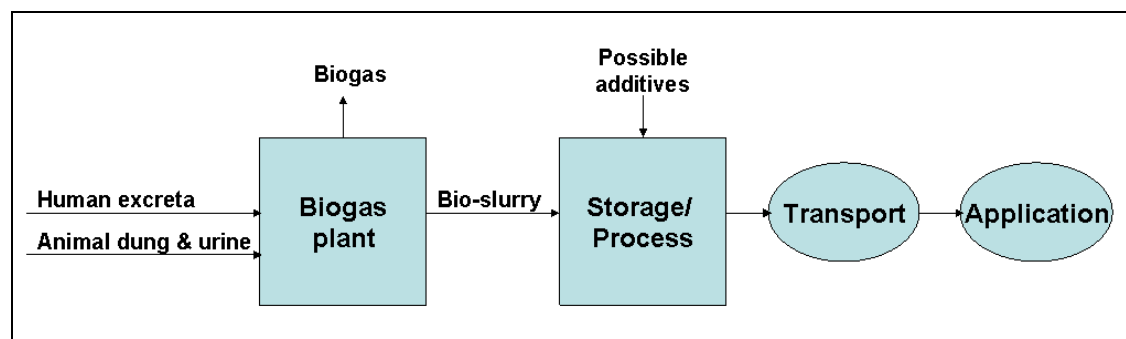 Biogas
Possible
additives
Human excreta
Animal dung & urine
Biogas
plant
Bio-slurry
Storage/
Process
Transport
Application